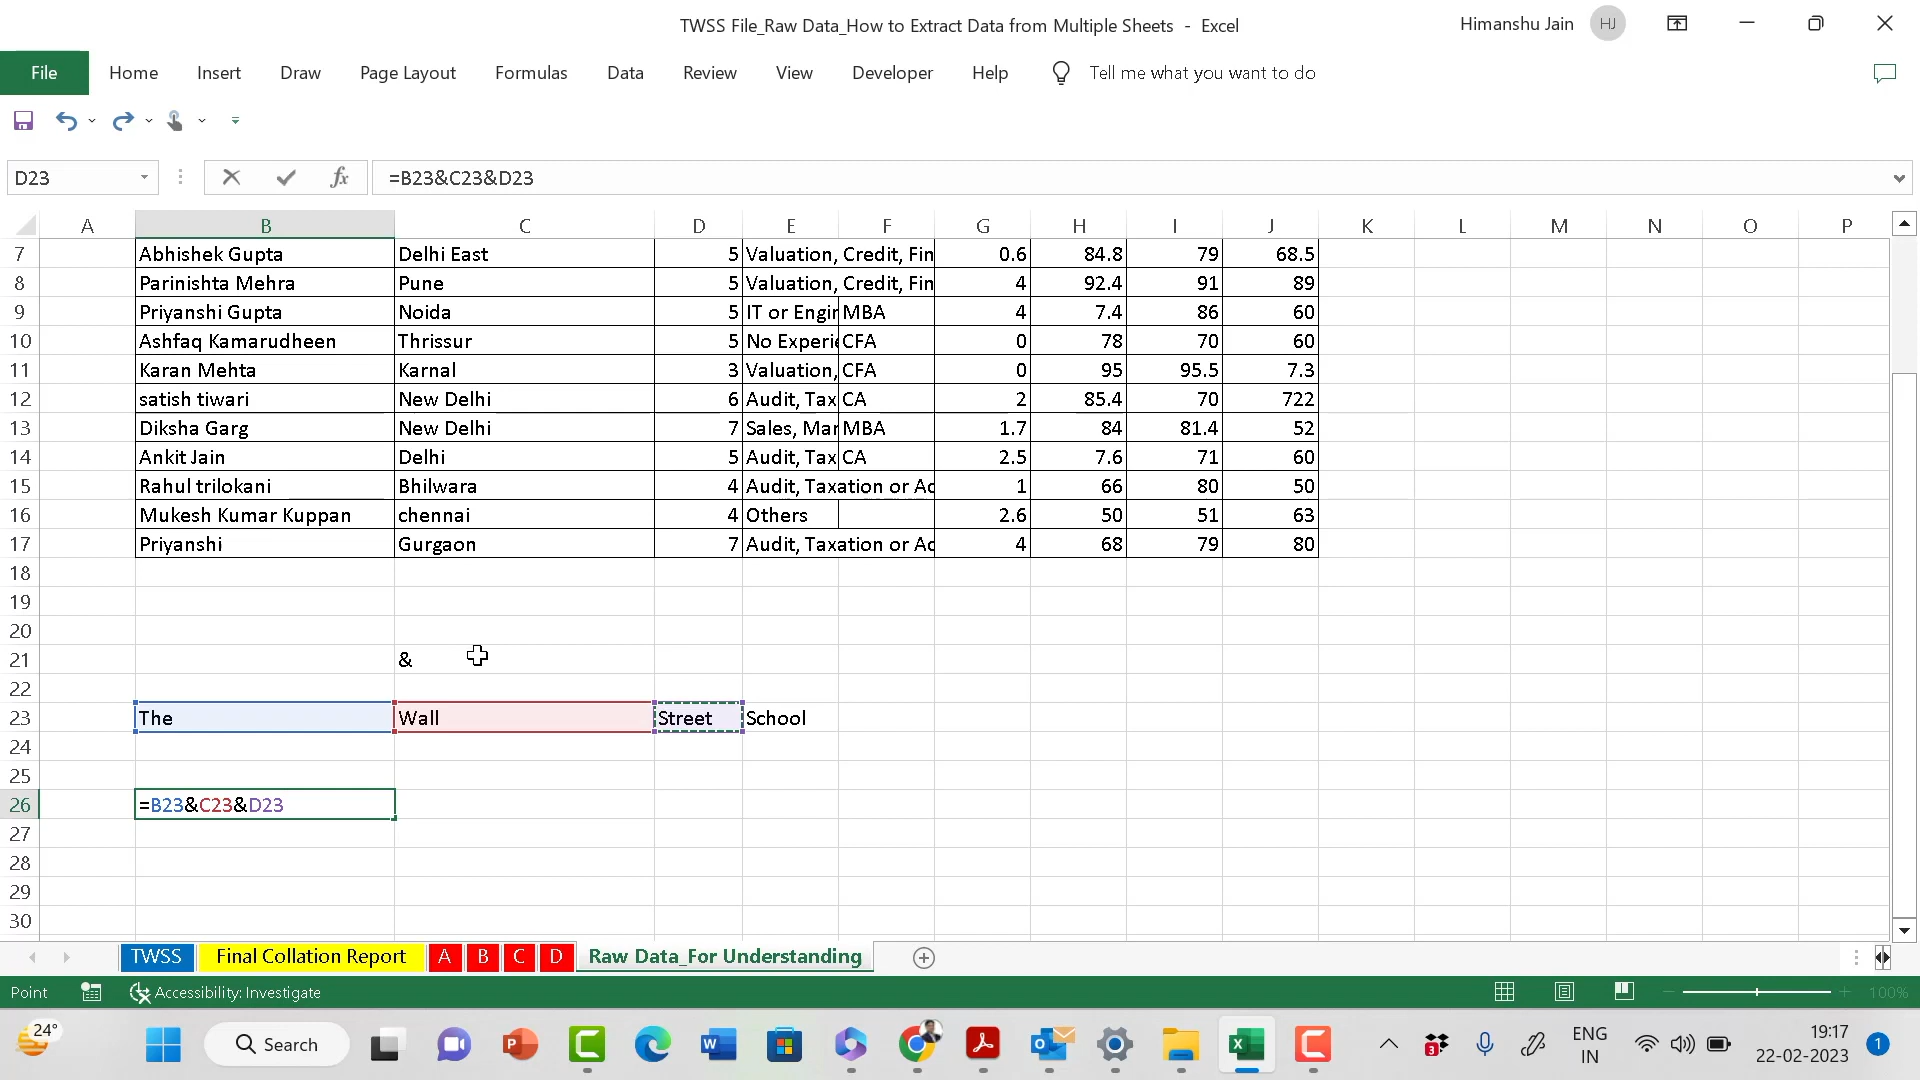 TWSS File_Raw Data_How to Extract Data from Multiple Sheets - Excel
Himanshu Jain HJ
File Home Insert Draw Page Layout Formulas Data Review View Developer Help Tell me what you want to do
D23 fx =B23&C23&D23
A B C D E F G H I J K L M N O P
7 Abhishek Gupta Delhi East 5 Valuation, Credit, Fin 0.6 84.8 79 68.5
8 Parinishta Mehra Pune 5 Valuation, Credit, Fin 4 92.4 91 89
9 Priyanshi Gupta Noida 5 IT or Engir MBA 4 7.4 86 60
10 Ashfaq Kamarudheen Thrissur 5 No Experie CFA 0 78 70 60
11 Karan Mehta Karnal 3 Valuation, CFA 0 95 95.5 7.3
12 satish tiwari New Delhi 6 Audit, Tax CA 2 85.4 70 722
13 Diksha Garg New Delhi 7 Sales, Mar MBA 1.7 84 81.4 52
14 Ankit Jain Delhi 5 Audit, Tax CA 2.5 7.6 71 60
15 Rahul trilokani Bhilwara 4 Audit, Taxation or Ac 1 66 80 50
16 Mukesh Kumar Kuppan chennai 4 Others 2.6 50 51 63
17 Priyanshi Gurgaon 7 Audit, Taxation or Ac 4 68 79 80
18
19
20
21 &
22
23 The Wall Street School
24
25
26 =B23&C23&D23
27
28
29
30
TWSS Final Collation Report A B C D Raw Data_For Understanding
Point Accessibility: Investigate 100%
24° Search ENG 19:17
IN 22-02-2023 1